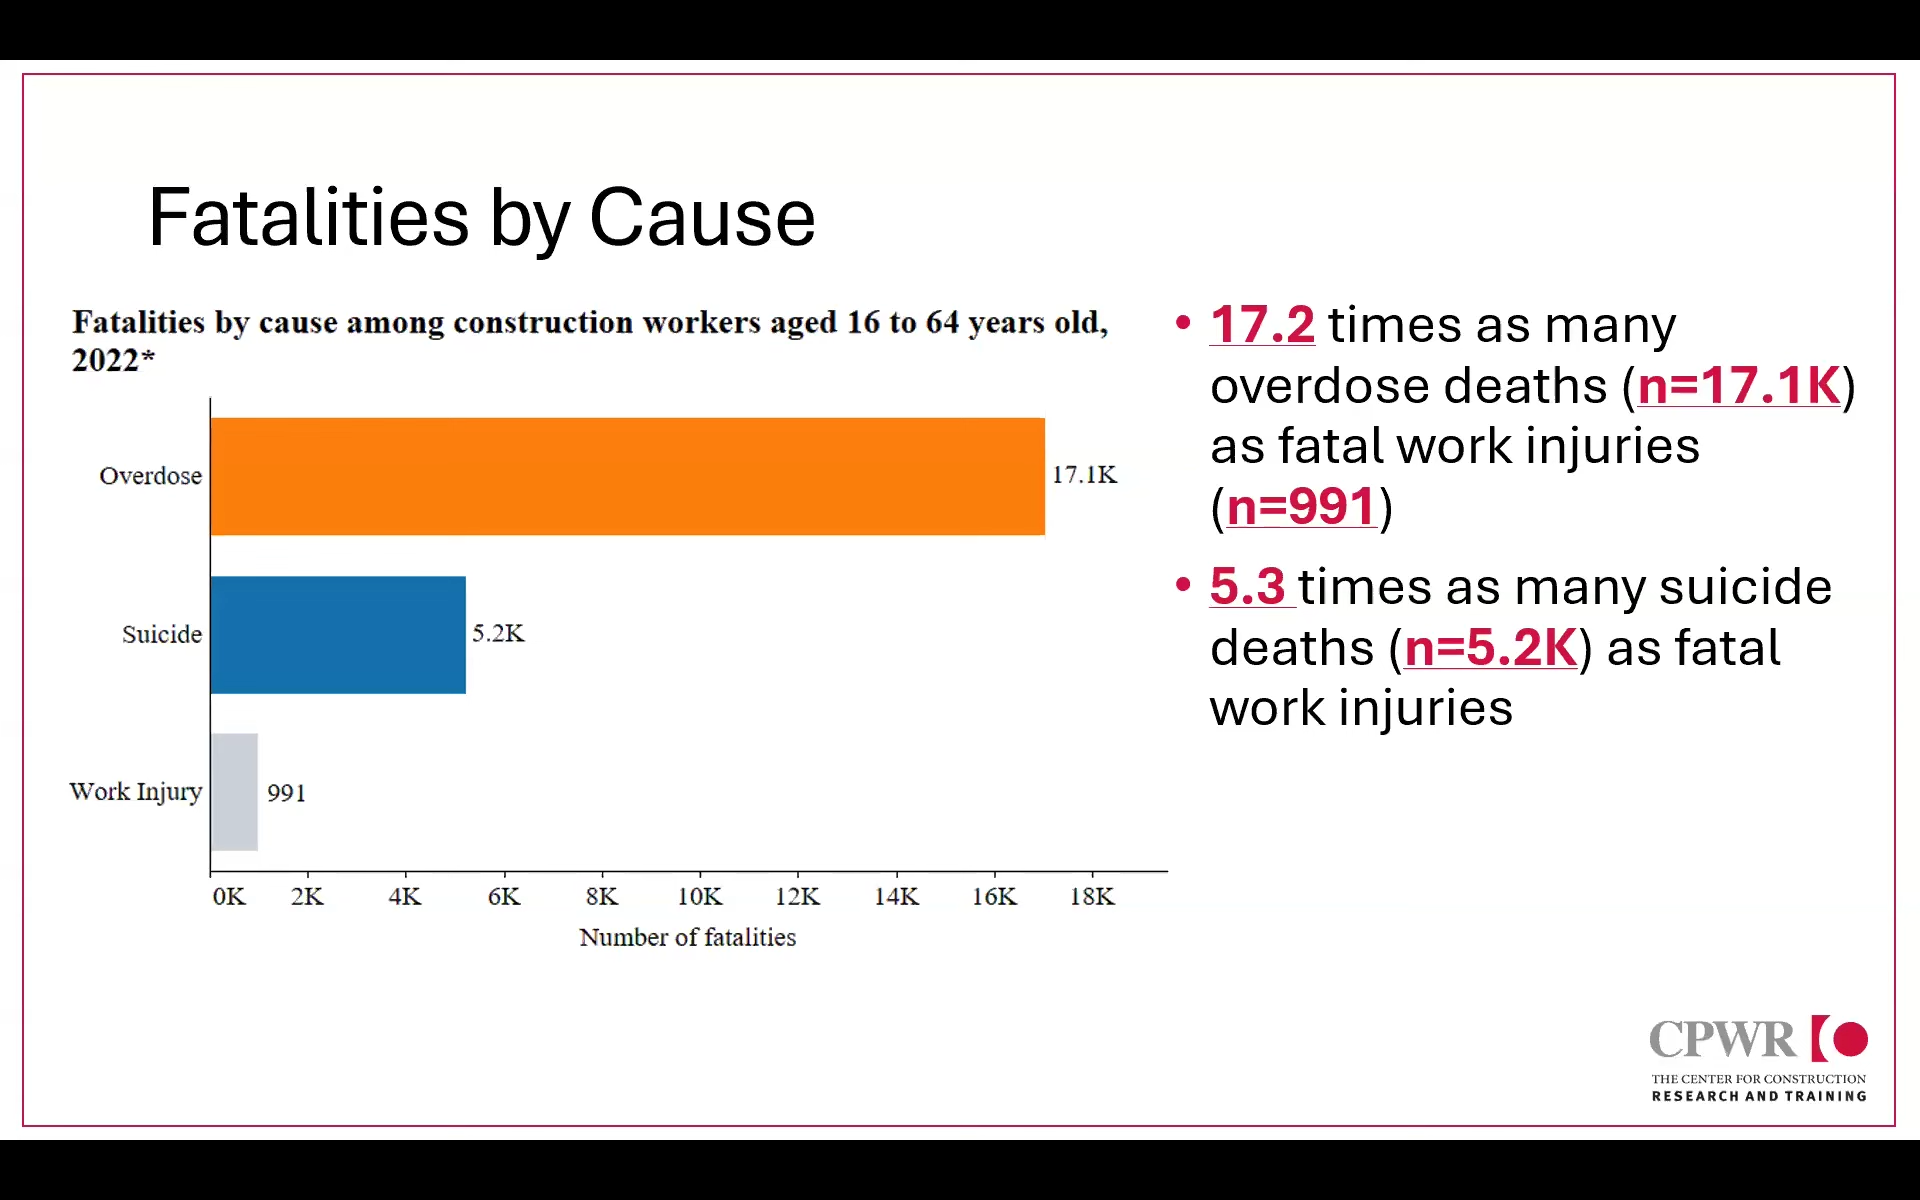 Fatalities by Cause
Fatalities by cause among construction workers aged 16 to 64 years old,
2022*
Overdose
17.1K
Suicide
5.2K
Work Injury
991
0K 2K 4K 6K 8K 10K 12K 14K 16K 18K
Number of fatalities
• 17.2 times as many
overdose deaths (n=17.1K)
as fatal work injuries
(n=991)
• 5.3 times as many suicide
deaths (n=5.2K) as fatal
work injuries
CPWR
THE CENTER FOR CONSTRUCTION
RESEARCH AND TRAINING